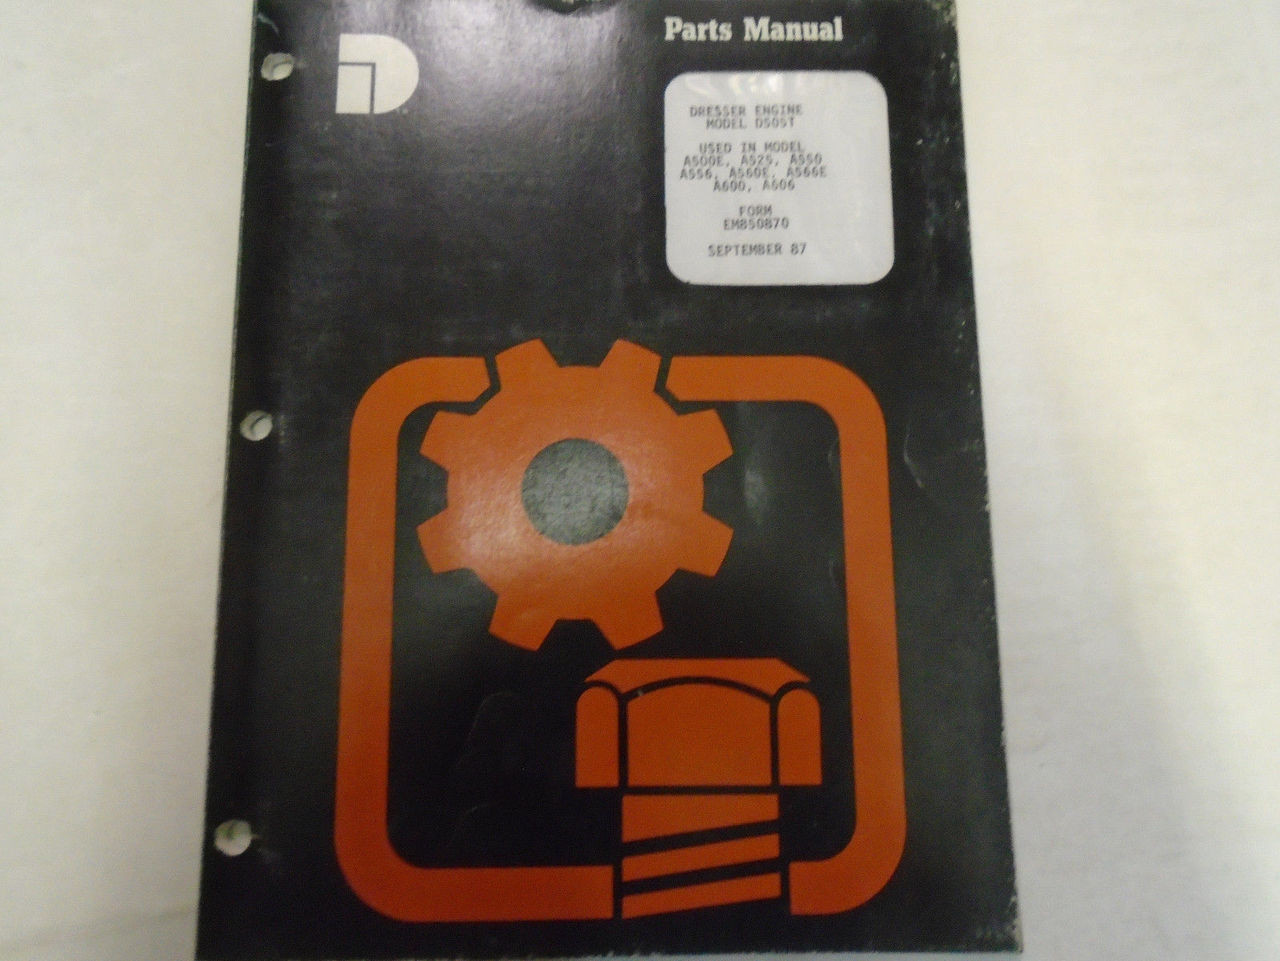 Parts Manual
DRESSER ENGINE
MODEL D505T
USED IN MODEL
A500E, A525, A550
A556, A560E, A566E
A600, A606
FORM
EM850870
SEPTEMBER 87